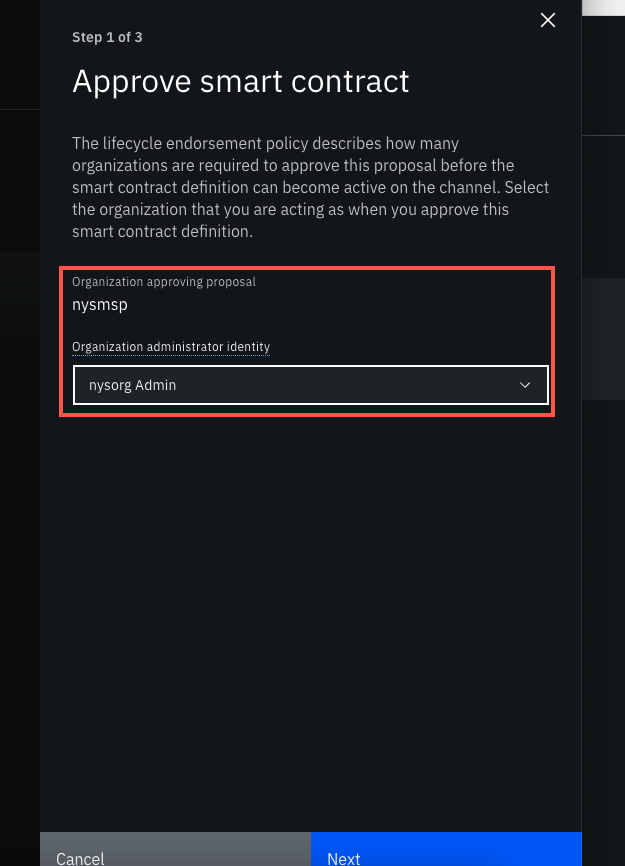 Step 1 of 3
Approve smart contract
The lifecycle endorsement policy describes how many
organizations are required to approve this proposal before the
smart contract definition can become active on the channel. Select
the organization that you are acting as when you approve this
smart contract definition.
Organization approving proposal
nysmsp
Organization administrator identity
nysorg Admin
Cancel
Next